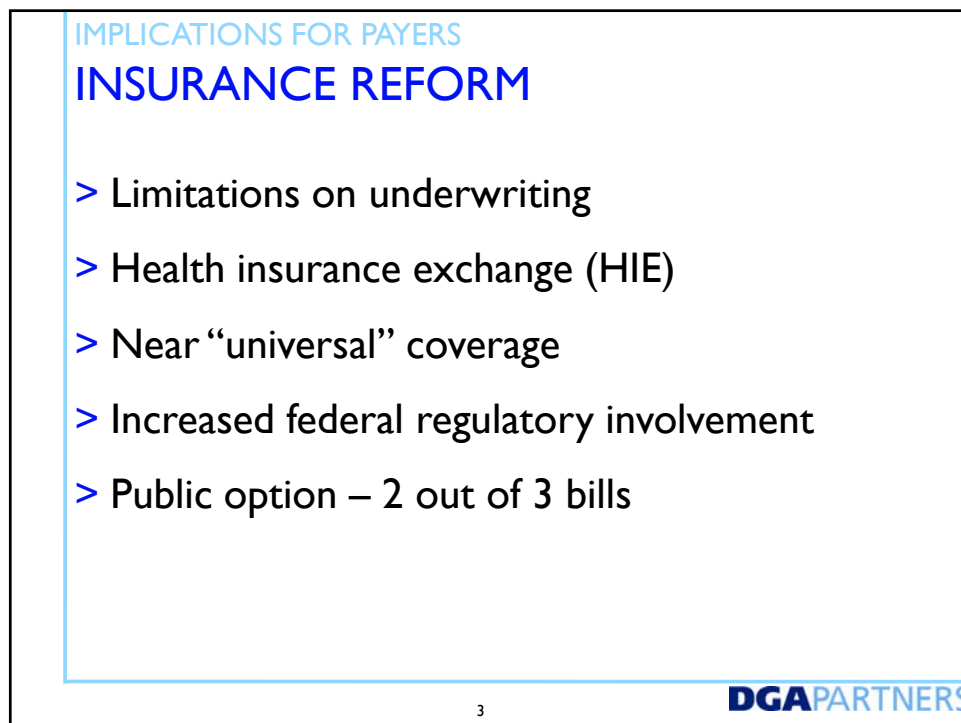 IMPLICATIONS FOR PAYERS
INSURANCE REFORM
> Limitations on underwriting
> Health insurance exchange (HIE)
> Near “universal” coverage
> Increased federal regulatory involvement
> Public option – 2 out of 3 bills
3
DGAPARTNERS